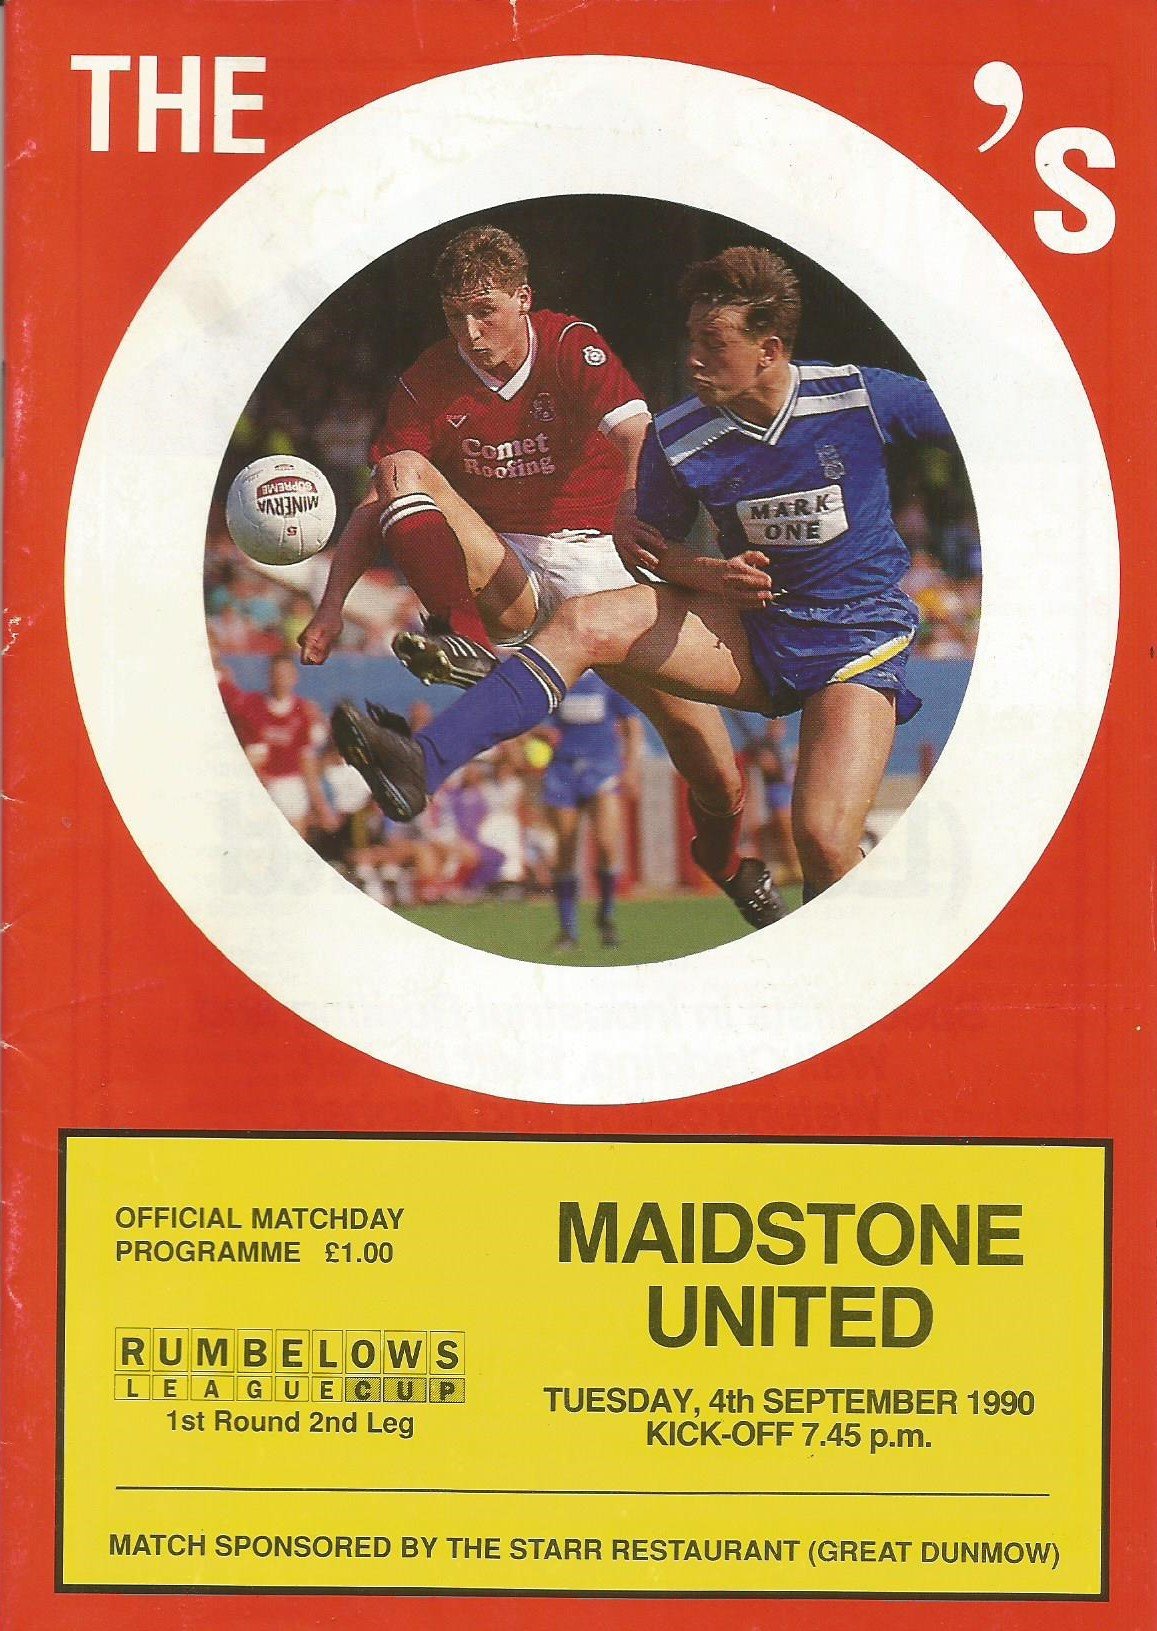 THE 's
Comet
Roofing
MINERVA
SUPREME
5
MARK
ONE
OFFICIAL MATCHDAY
PROGRAMME £1.00
RUMBELOWS
LEAGUE CUP
1st Round 2nd Leg
MAIDSTONE
UNITED
TUESDAY, 4th SEPTEMBER 1990
KICK-OFF 7.45 p.m.
MATCH SPONSORED BY THE STARR RESTAURANT (GREAT DUNMOW)